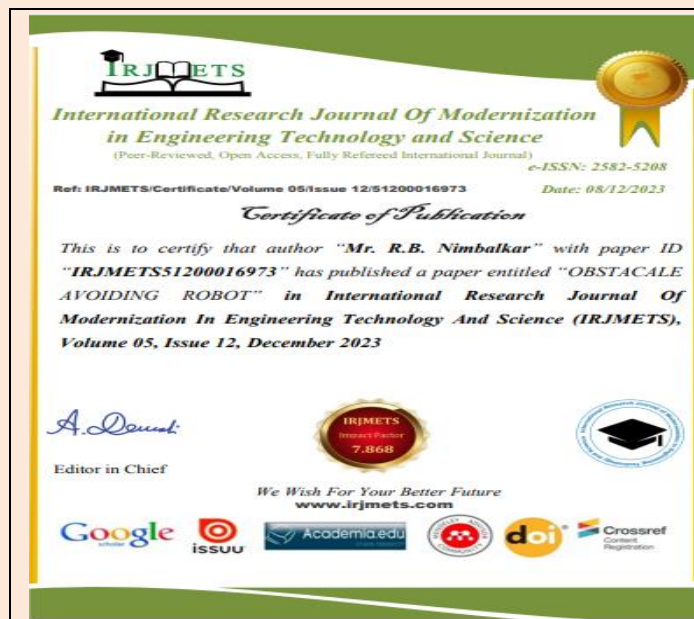 IRJMETS
International Research Journal Of Modernization
in Engineering Technology and Science
(Peer-Reviewed, Open Access, Fully Refereed International Journal)
e-ISSN: 2582-5208
Ref: IRJMETS/Certificate/Volume 05/Issue 12/51200016973
Date: 08/12/2023
Certificate of Publication
This is to certify that author “Mr. R.B. Nimbalkar” with paper ID
“IRJMETS51200016973” has published a paper entitled “OBSTACALE
AVOIDING ROBOT” in International Research Journal Of
Modernization In Engineering Technology And Science (IRJMETS),
Volume 05, Issue 12, December 2023
IRJMETS
Impact Factor
7.868
Editor in Chief
We Wish For Your Better Future
www.irjmets.com
Google
scholar
issuu
Academia.edu
MENDELEY ADVISOR
COMMUNITY
doi
Crossref
Content
Registration